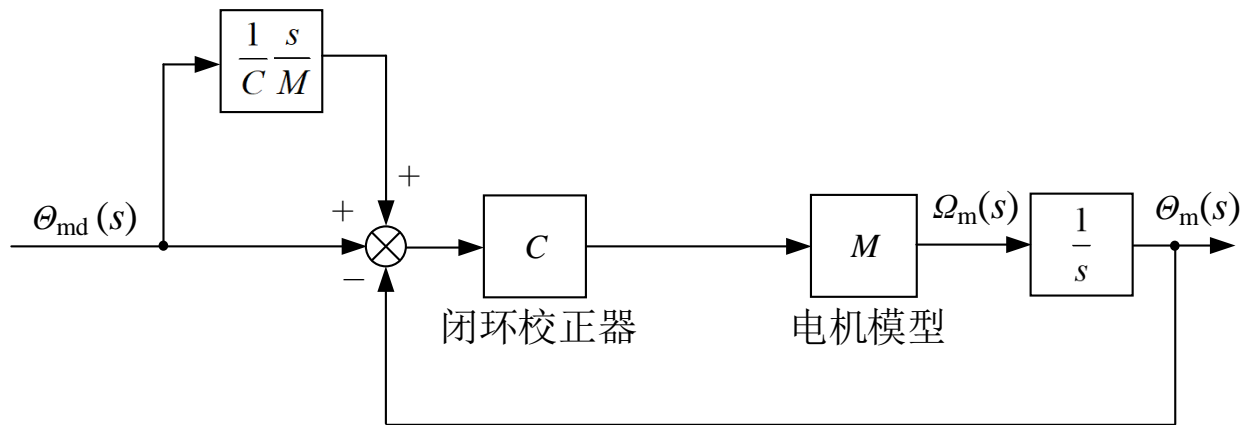 1/C s/M
+
Θmd (s)
+
−
C
M
Ωm(s)
1/s
Θm(s)
闭环校正器
电机模型